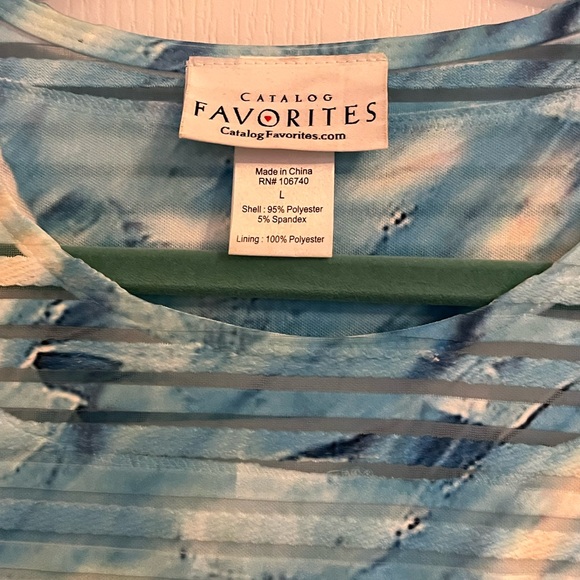 CATALOG
FAVORITES
CatalogFavorites.com
Made in China
RN# 106740
L
Shell : 95% Polyester
5% Spandex
Lining : 100% Polyester